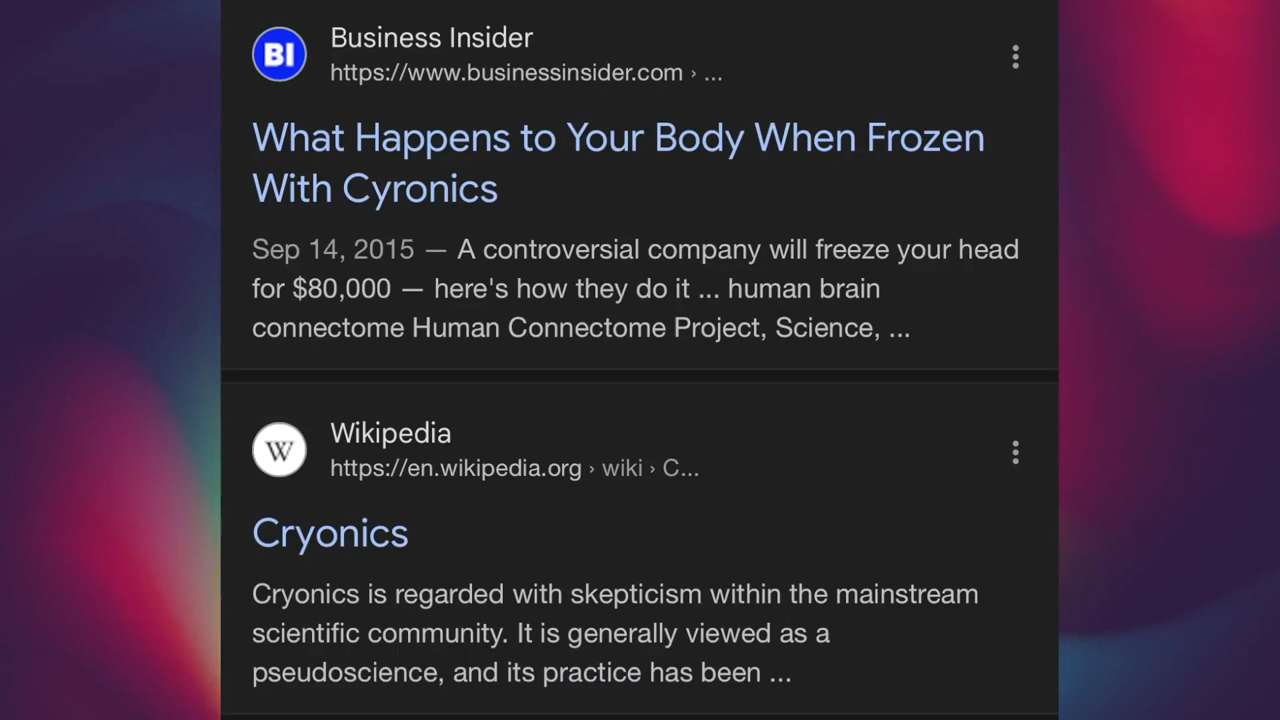 BI
Business Insider
https://www.businessinsider.com › ...
What Happens to Your Body When Frozen
With Cyronics
Sep 14, 2015 — A controversial company will freeze your head
for $80,000 — here's how they do it ... human brain
connectome Human Connectome Project, Science, ...
W
Wikipedia
https://en.wikipedia.org › wiki › C...
Cryonics
Cryonics is regarded with skepticism within the mainstream
scientific community. It is generally viewed as a
pseudoscience, and its practice has been ...